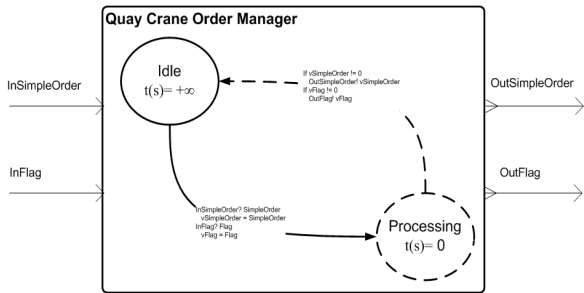 Quay Crane Order Manager
Idle
t(s)= +∞
If vSimpleOrder != 0
OutSimpleOrder! vSimpleOrder
If vFlag != 0
OutFlag! vFlag
InSimpleOrder
OutSimpleOrder
InFlag
OutFlag
InSimpleOrder? SimpleOrder
vSimpleOrder = SimpleOrder
InFlag? Flag
vFlag = Flag
Processing
t(s)= 0